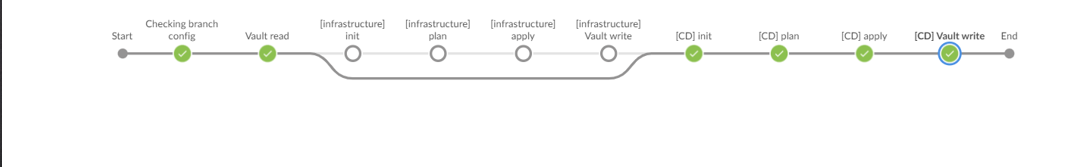 Start
Checking branch
config
Vault read
[infrastructure]
init
[infrastructure]
plan
[infrastructure]
apply
[infrastructure]
Vault write
[CD] init
[CD] plan
[CD] apply
[CD] Vault write
End